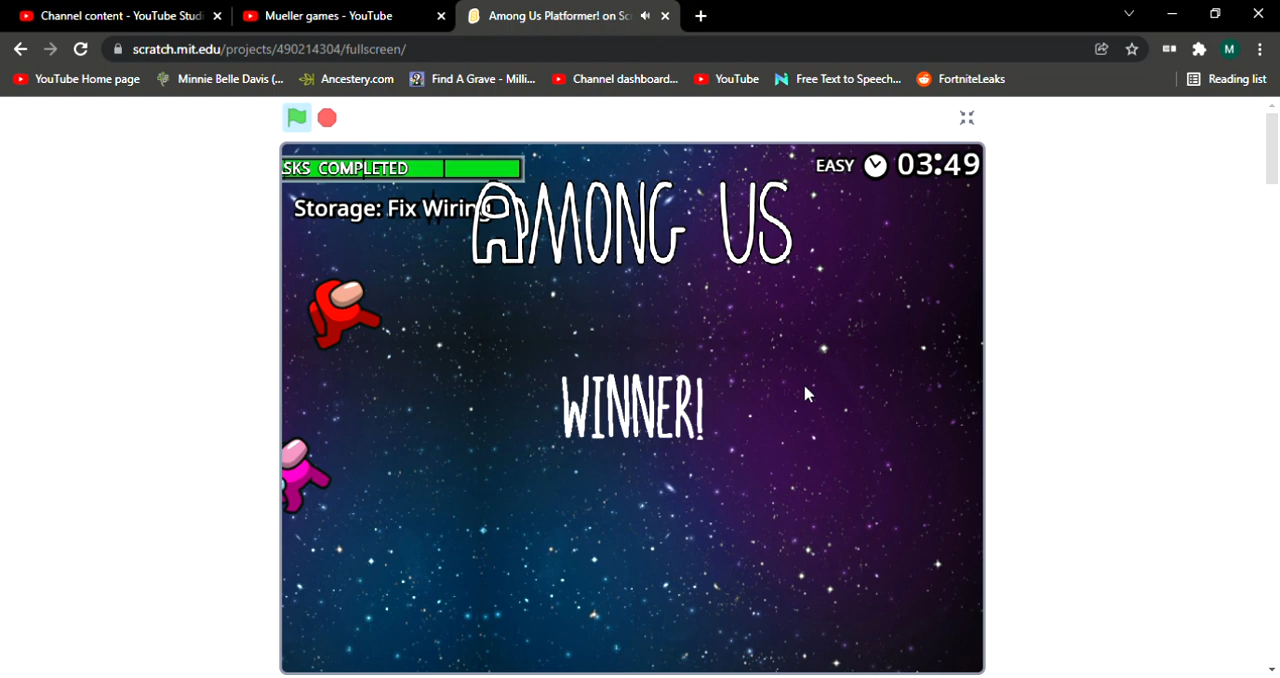 Channel content - YouTube Studi
Mueller games - YouTube
Among Us Platformer! on Sc
scratch.mit.edu/projects/490214304/fullscreen/
M
YouTube Home page
Minnie Belle Davis (...
Ancestery.com
Find A Grave - Milli...
Channel dashboard...
YouTube
Free Text to Speech...
FortniteLeaks
Reading list
SKS COMPLETED
EASY 03:49
Storage: Fix Wiring
AMONG US
WINNER!